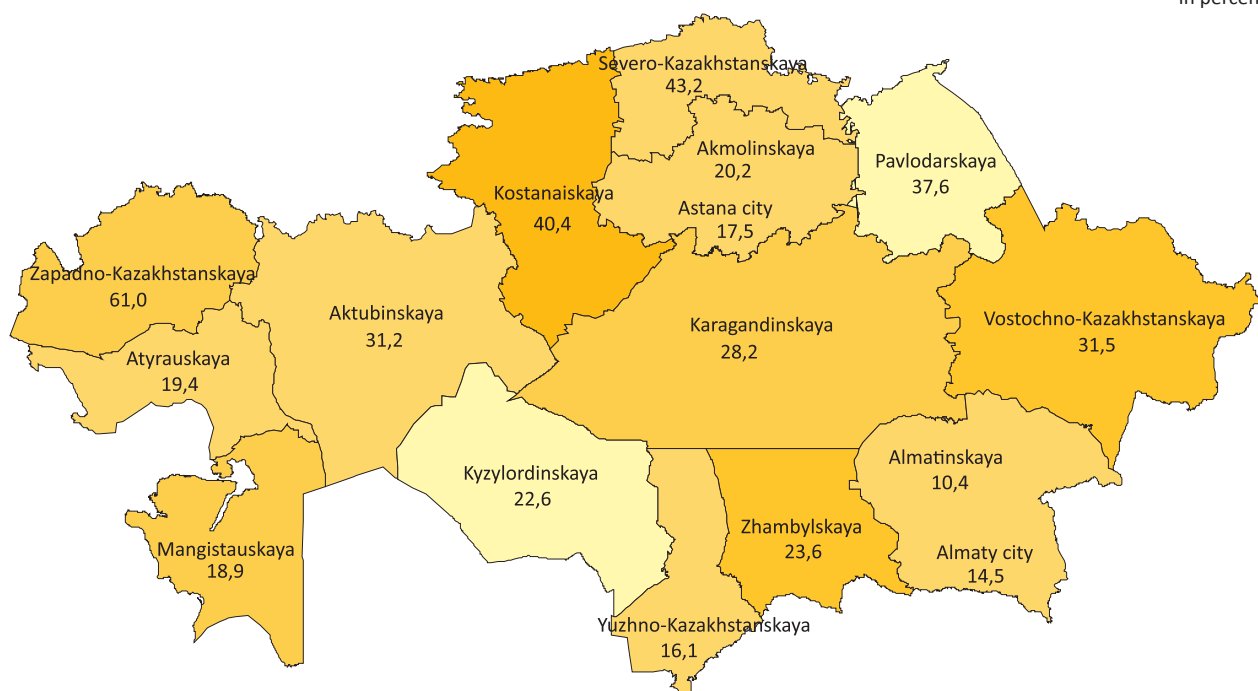 in percen
Severo-Kazakhstanskaya
43,2
Akmolinskaya
20,2
Pavlodarskaya
37,6
Kostanaiskaya
40,4
Astana city
17,5
Zapadno-Kazakhstanskaya
61,0
Aktubinskaya
31,2
Karagandinskaya
28,2
Vostochno-Kazakhstanskaya
31,5
Atyrauskaya
19,4
Kyzylordinskaya
22,6
Almatinskaya
10,4
Zhambylskaya
23,6
Mangistauskaya
18,9
Almaty city
14,5
Yuzhno-Kazakhstanskaya
16,1